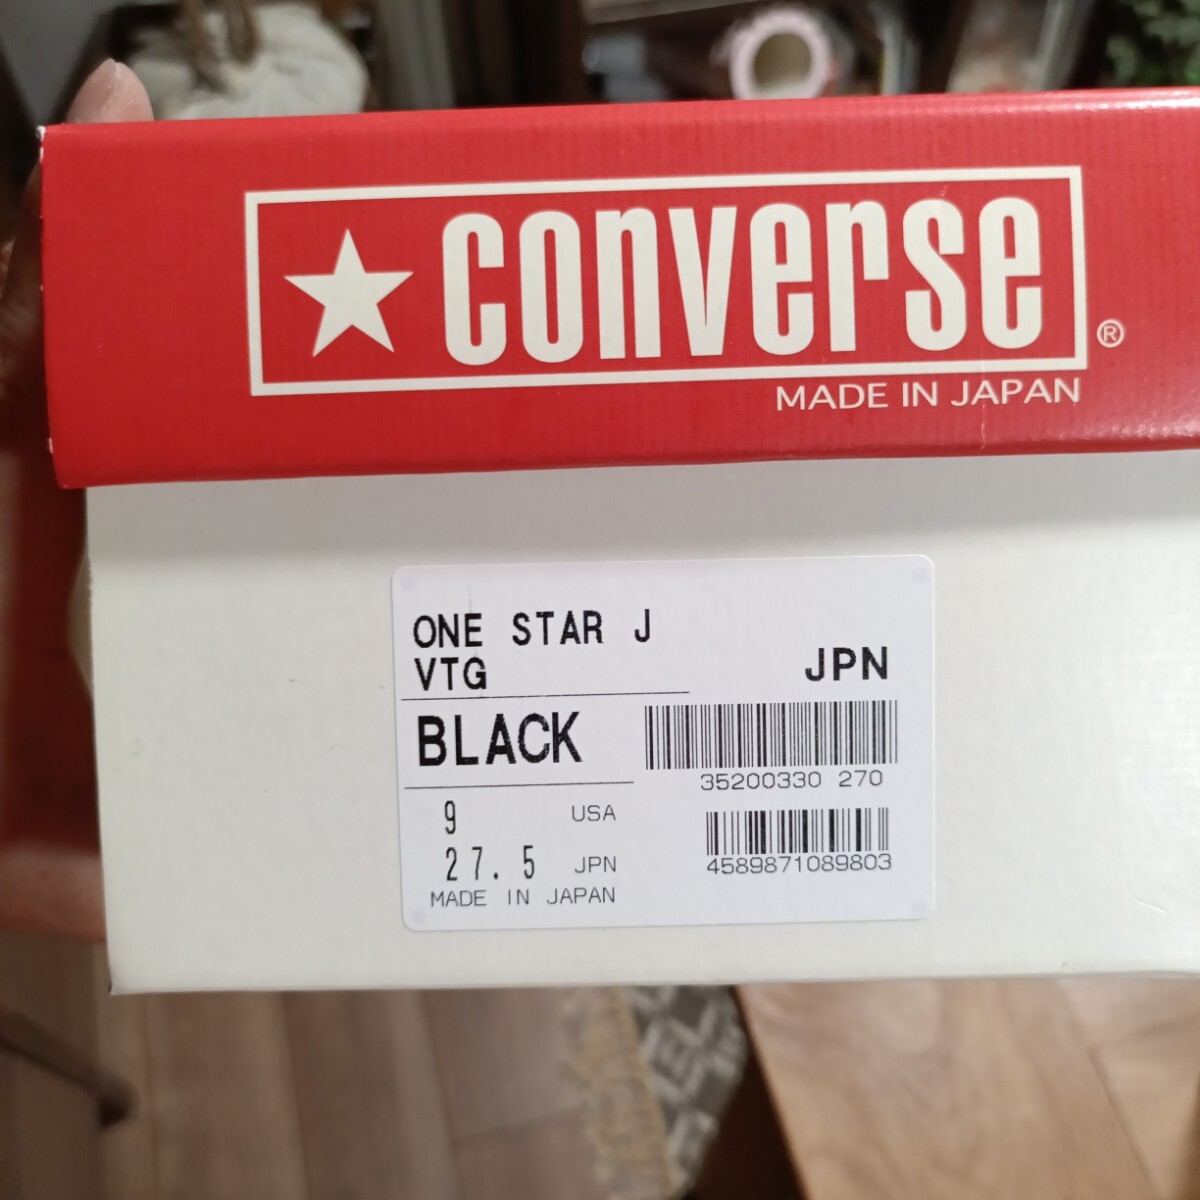 ★ CONVERSE ®
MADE IN JAPAN
ONE STAR J
VTG
JPN
BLACK
35200330 270
9 USA
27.5 JPN
4589871089803
MADE IN JAPAN